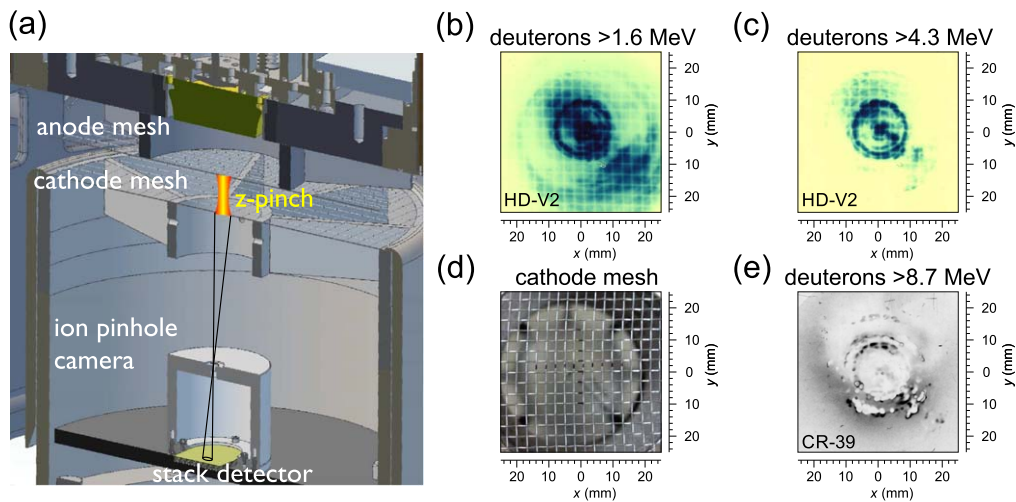 (a)
anode mesh
cathode mesh
z-pinch
ion pinhole
camera
stack detector
(b)
deuterons >1.6 MeV
HD-V2
20
10
0
10
20
y (mm)
20 10 0 10 20
x (mm)
(c)
deuterons >4.3 MeV
HD-V2
20
10
0
10
20
y (mm)
20 10 0 10 20
x (mm)
(d)
cathode mesh
20
10
0
10
20
y (mm)
20 10 0 10 20
x (mm)
(e)
deuterons >8.7 MeV
CR-39
20
10
0
10
20
y (mm)
20 10 0 10 20
x (mm)